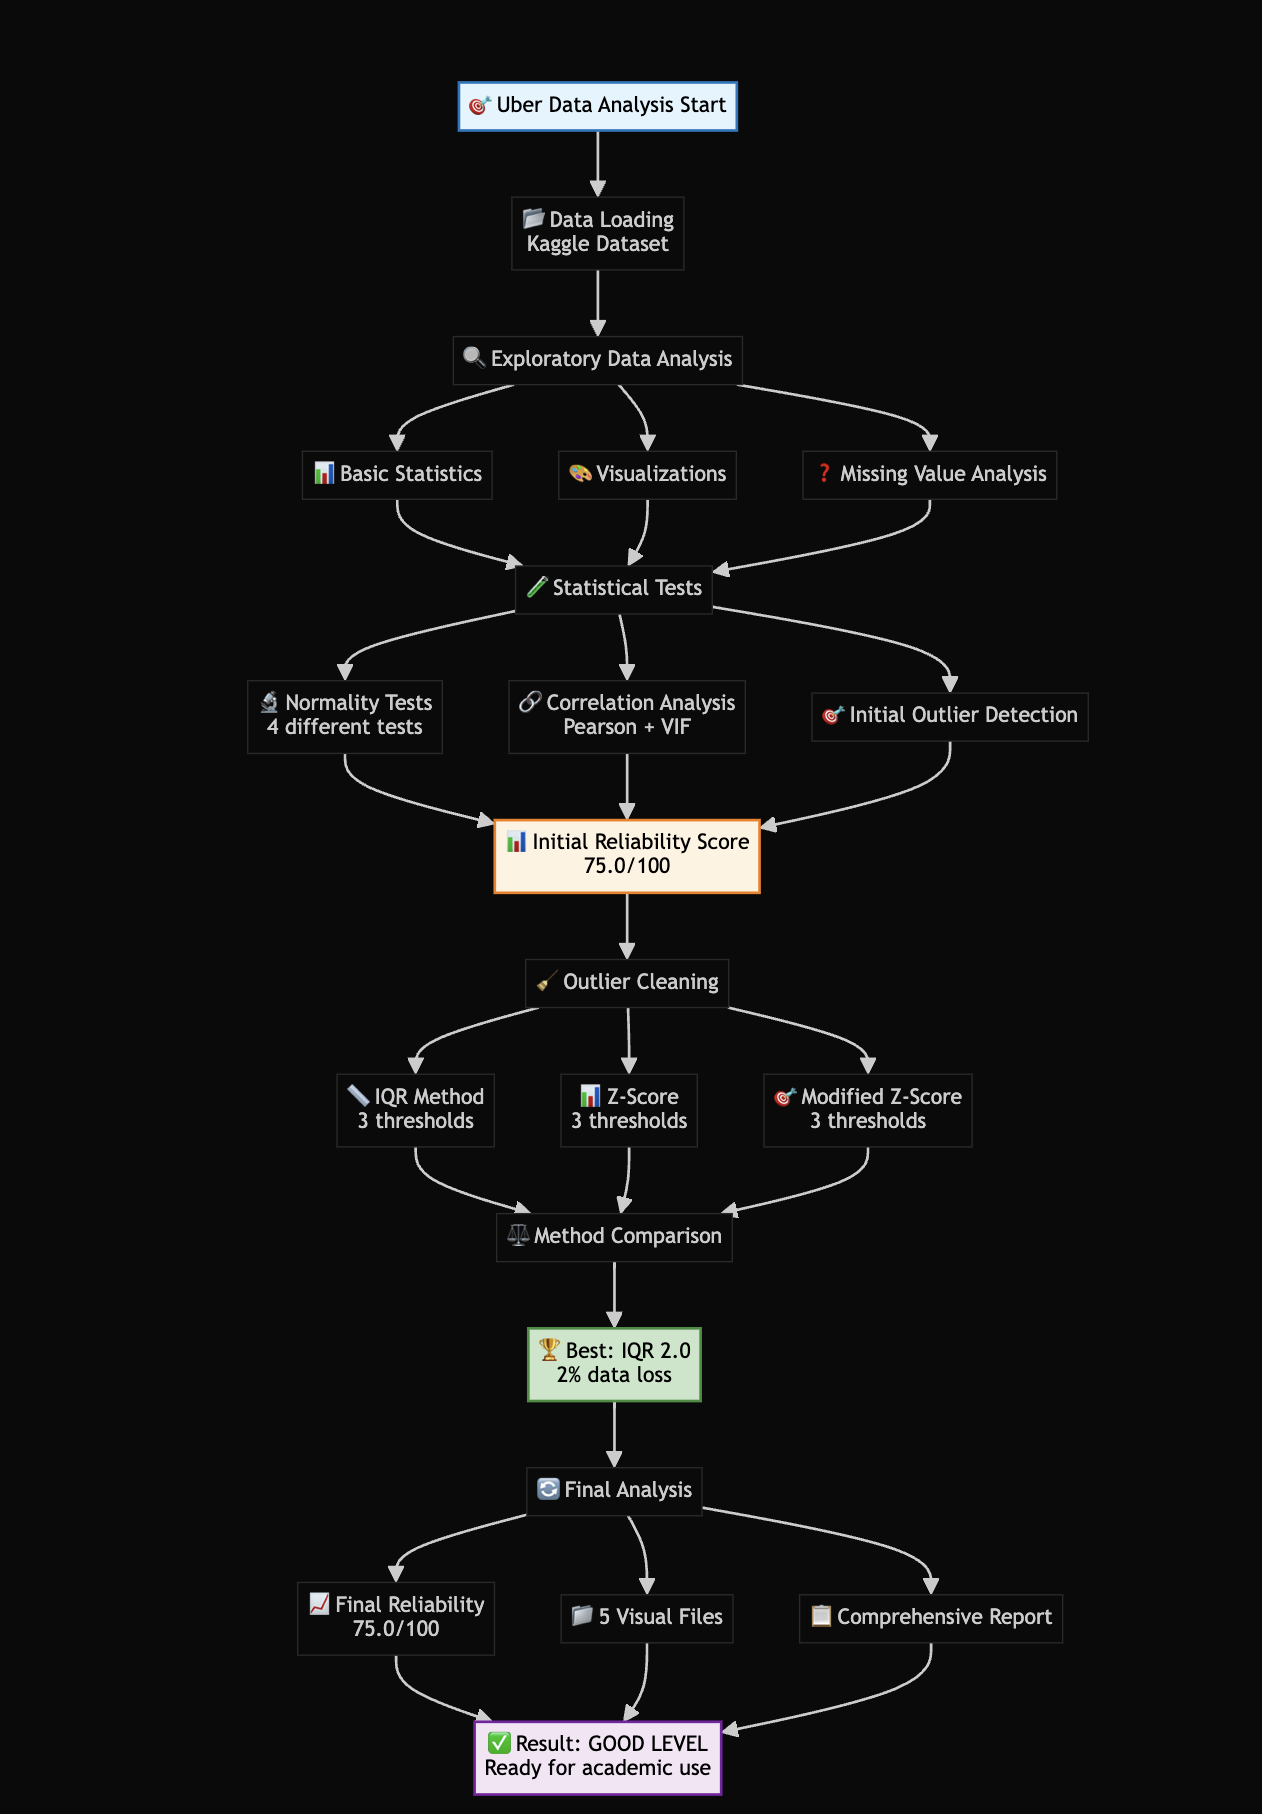 🎯 Uber Data Analysis Start
📁 Data Loading
Kaggle Dataset
🔍 Exploratory Data Analysis
📊 Basic Statistics
🎨 Visualizations
❓ Missing Value Analysis
🧪 Statistical Tests
🔬 Normality Tests
4 different tests
🔗 Correlation Analysis
Pearson + VIF
🎯 Initial Outlier Detection
📊 Initial Reliability Score
75.0/100
🧹 Outlier Cleaning
📏 IQR Method
3 thresholds
📊 Z-Score
3 thresholds
🎯 Modified Z-Score
3 thresholds
⚖️ Method Comparison
🏆 Best: IQR 2.0
2% data loss
🔄 Final Analysis
📈 Final Reliability
75.0/100
📁 5 Visual Files
📋 Comprehensive Report
✅ Result: GOOD LEVEL
Ready for academic use